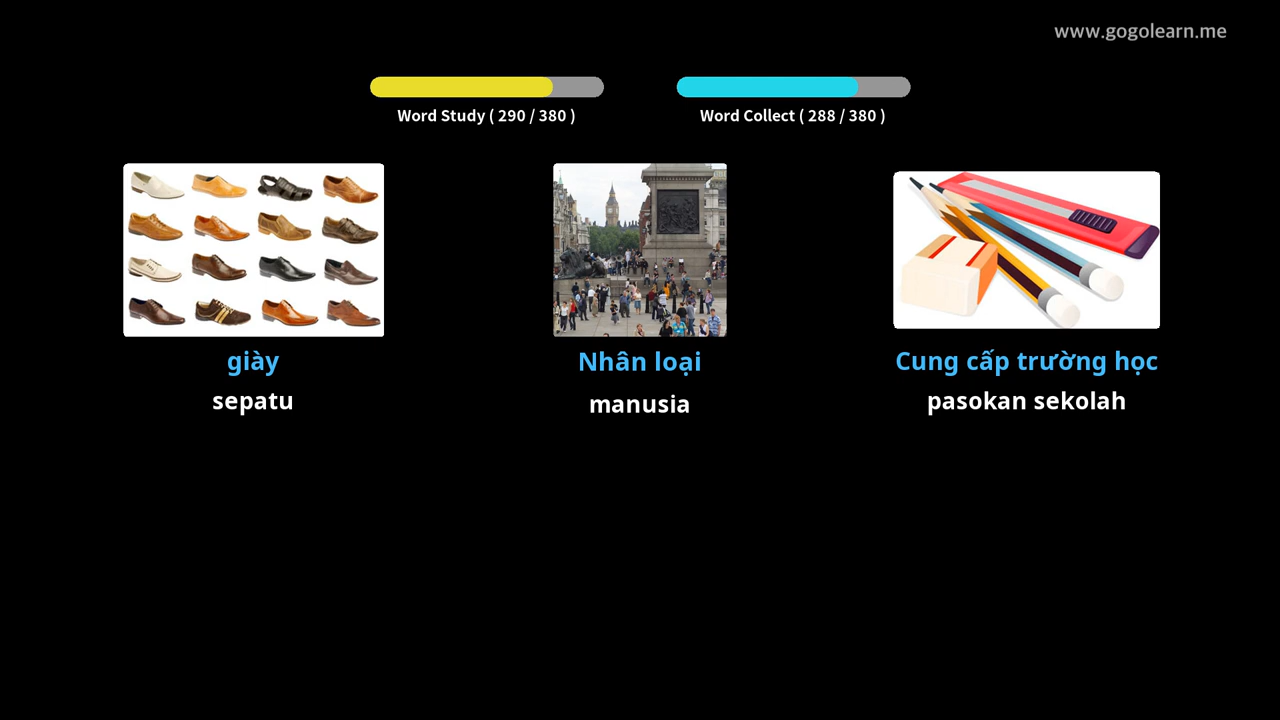 www.gogolearn.me
Word Study ( 290 / 380 )
Word Collect ( 288 / 380 )
giày
sepatu
Nhân loại
manusia
Cung cấp trường học
pasokan sekolah